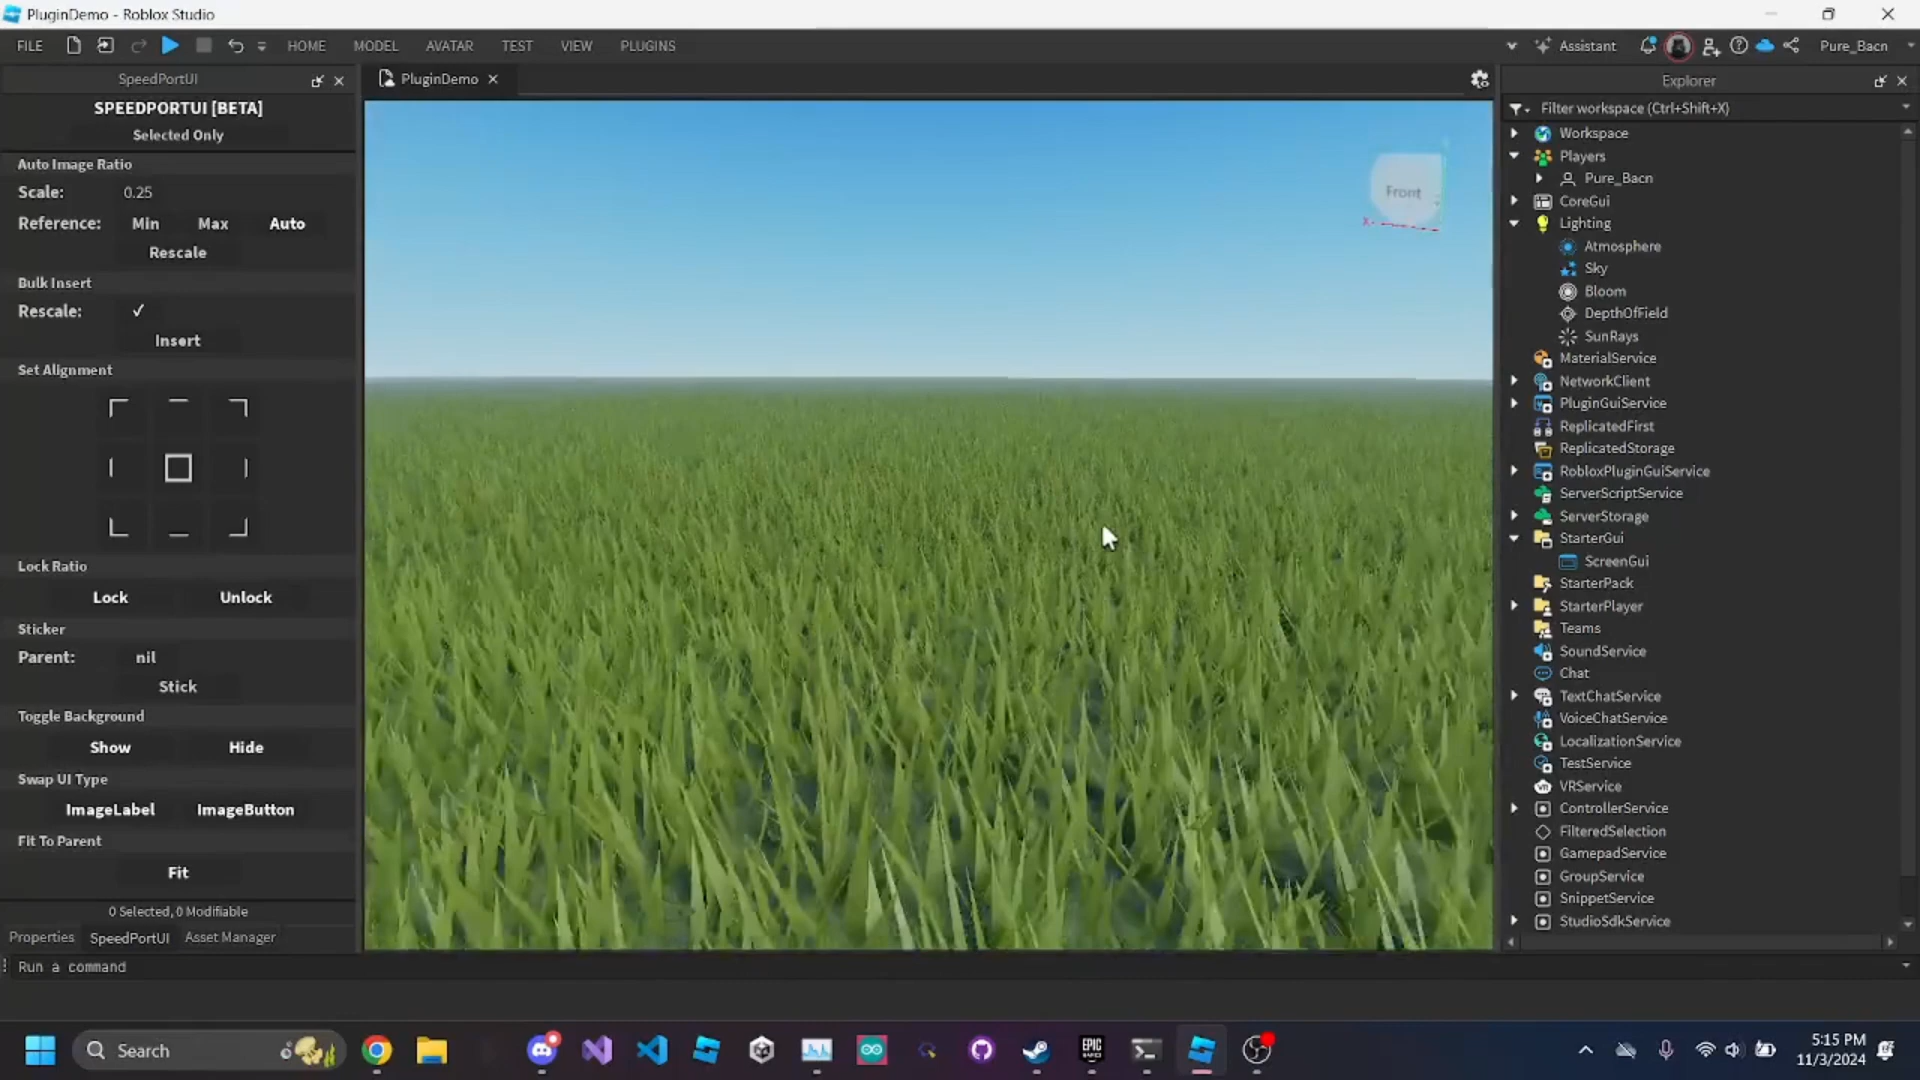 PluginDemo - Roblox Studio
FILE HOME MODEL AVATAR TEST VIEW PLUGINS Assistant Pure_Bacn
SpeedPortUI
SPEEDPORTUI [BETA]
Selected Only
Auto Image Ratio
Scale: 0.25
Reference: Min Max Auto
Rescale
Bulk Insert
Rescale: ✓
Insert
Set Alignment
Lock Ratio
Lock Unlock
Sticker
Parent: nil
Stick
Toggle Background
Show Hide
Swap UI Type
ImageLabel ImageButton
Fit To Parent
Fit
0 Selected, 0 Modifiable
Properties SpeedPortUI Asset Manager
Run a command
PluginDemo
Front
X
Explorer
Filter workspace (Ctrl+Shift+X)
Workspace
Players
Pure_Bacn
CoreGui
Lighting
Atmosphere
Sky
Bloom
DepthOfField
SunRays
MaterialService
NetworkClient
PluginGuiService
ReplicatedFirst
ReplicatedStorage
RobloxPluginGuiService
ServerScriptService
ServerStorage
StarterGui
ScreenGui
StarterPack
StarterPlayer
Teams
SoundService
Chat
TextChatService
VoiceChatService
LocalizationService
TestService
VRService
ControllerService
FilteredSelection
GamepadService
GroupService
SnippetService
StudioSdkService
Search
EPIC
GAMES
5:15 PM
11/3/2024